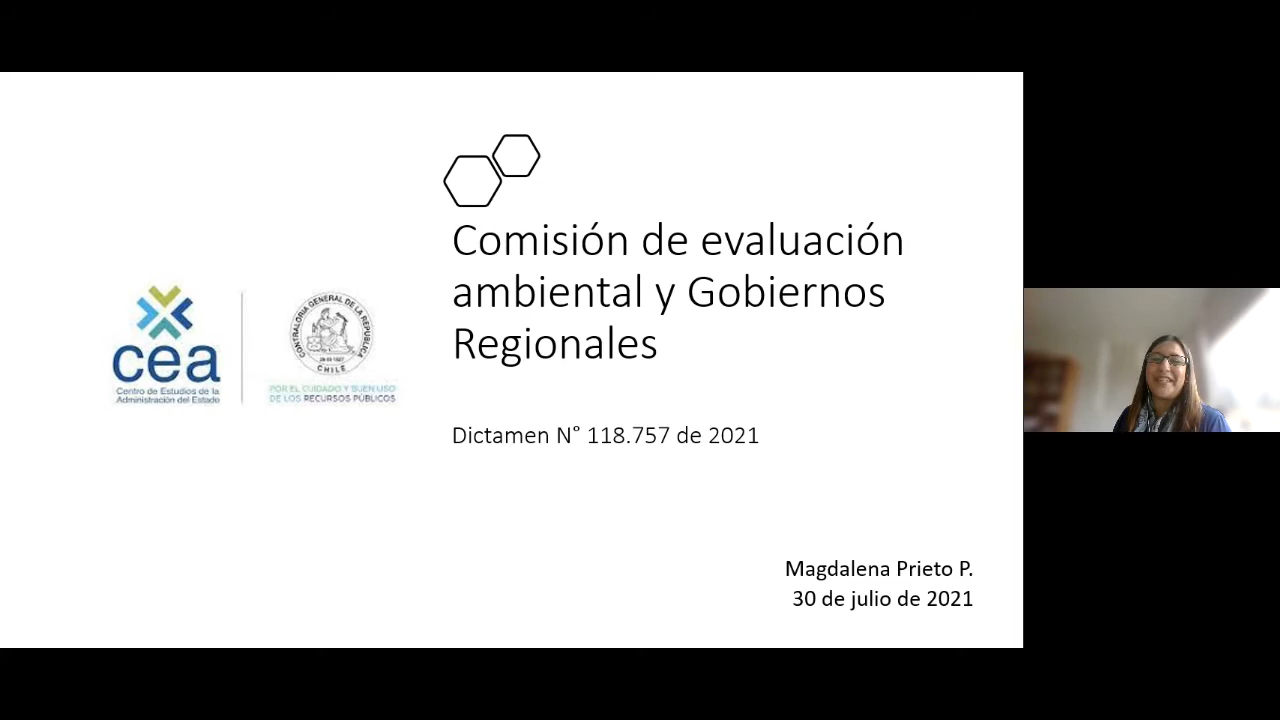 Comisión de evaluación
ambiental y Gobiernos
Regionales
cea
Centro de Estudios de la
Administración del Estado
CONTRALORÍA GENERAL DE LA REPÚBLICA
CHILE
POR EL CUIDADO Y BUEN USO
DE LOS RECURSOS PÚBLICOS
Dictamen N° 118.757 de 2021
Magdalena Prieto P.
30 de julio de 2021